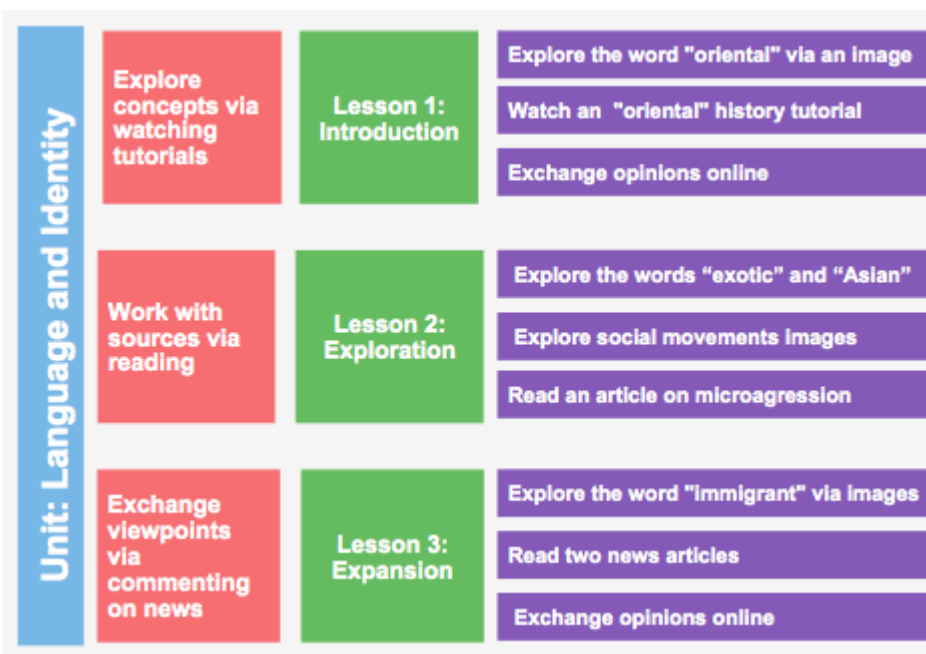 Unit: Language and Identity
Explore
concepts via
watching
tutorials
Lesson 1:
Introduction
Explore the word "oriental" via an image
Watch an "oriental" history tutorial
Exchange opinions online
Work with
sources via
reading
Lesson 2:
Exploration
Explore the words “exotic” and “Asian”
Explore social movements images
Read an article on microagression
Exchange
viewpoints
via
commenting
on news
Lesson 3:
Expansion
Explore the word "immigrant" via images
Read two news articles
Exchange opinions online